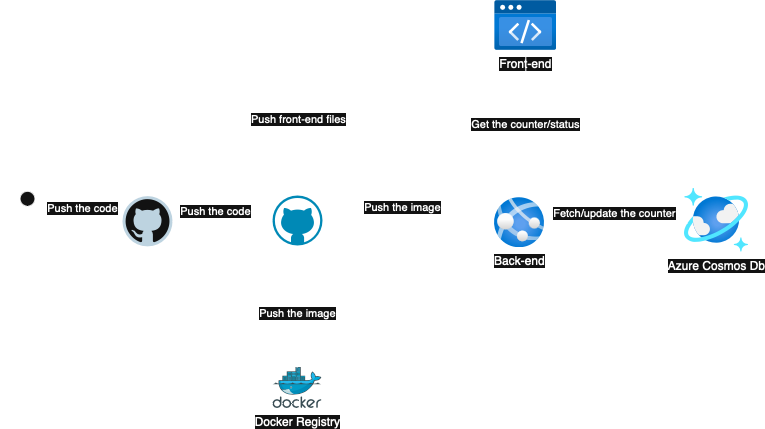 </>
Front-end
Push front-end files
Get the counter/status
Push the code
Push the code
Push the image
Fetch/update the counter
Back-end
Azure Cosmos Db
Push the image
docker
Docker Registry